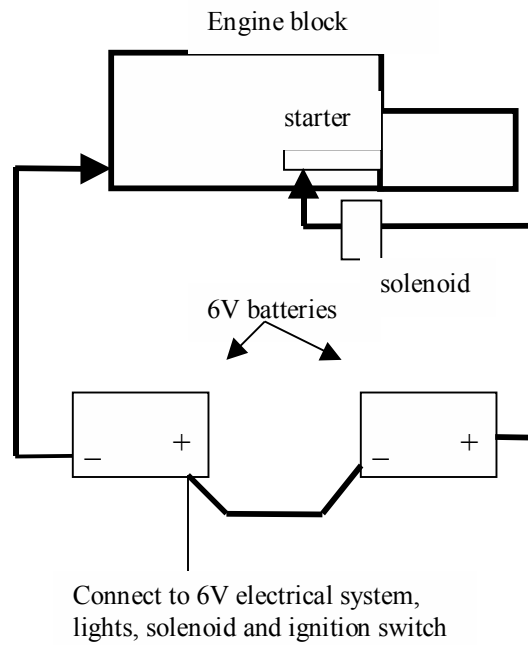 Engine block
starter
solenoid
6V batteries
– +
– +
Connect to 6V electrical system,
lights, solenoid and ignition switch